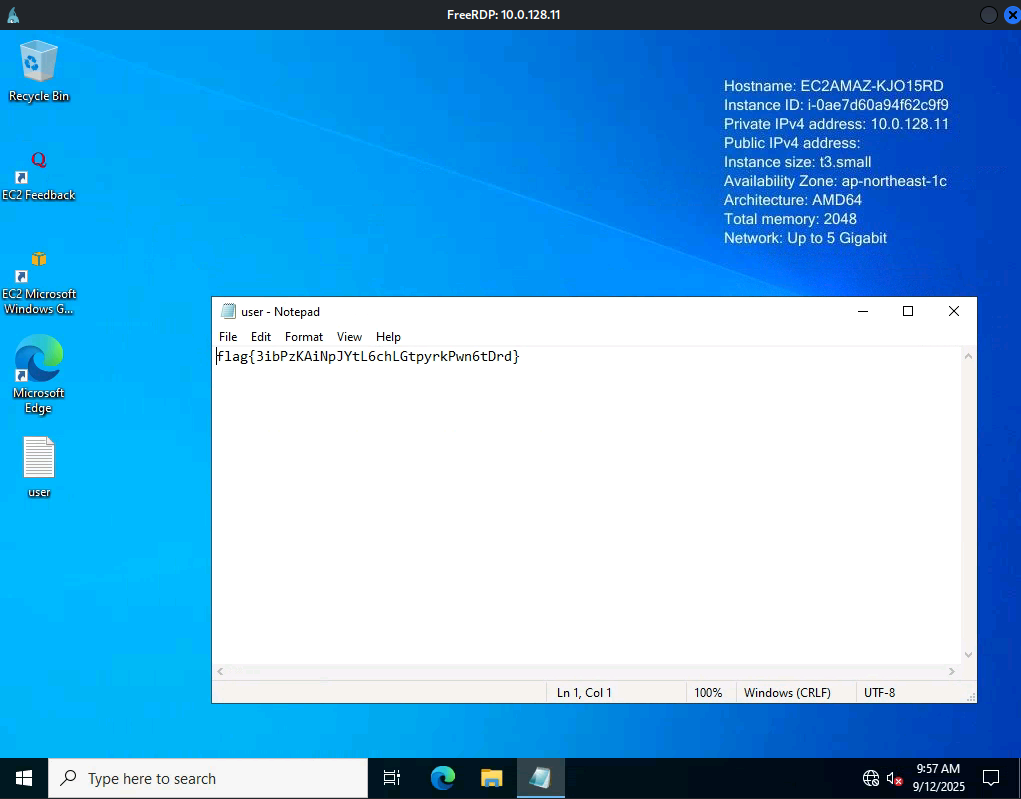 FreeRDP: 10.0.128.11
Recycle Bin
EC2 Feedback
EC2 Microsoft
Windows G...
Microsoft
Edge
user
Hostname: EC2AMAZ-KJO15RD
Instance ID: i-0ae7d60a94f62c9f9
Private IPv4 address: 10.0.128.11
Public IPv4 address:
Instance size: t3.small
Availability Zone: ap-northeast-1c
Architecture: AMD64
Total memory: 2048
Network: Up to 5 Gigabit
user - Notepad
File Edit Format View Help
flag{3ibPzKAiNpJYtL6chLGtpyrkPwn6tDrd}
Ln 1, Col 1 100% Windows (CRLF) UTF-8
Type here to search
9:57 AM
9/12/2025